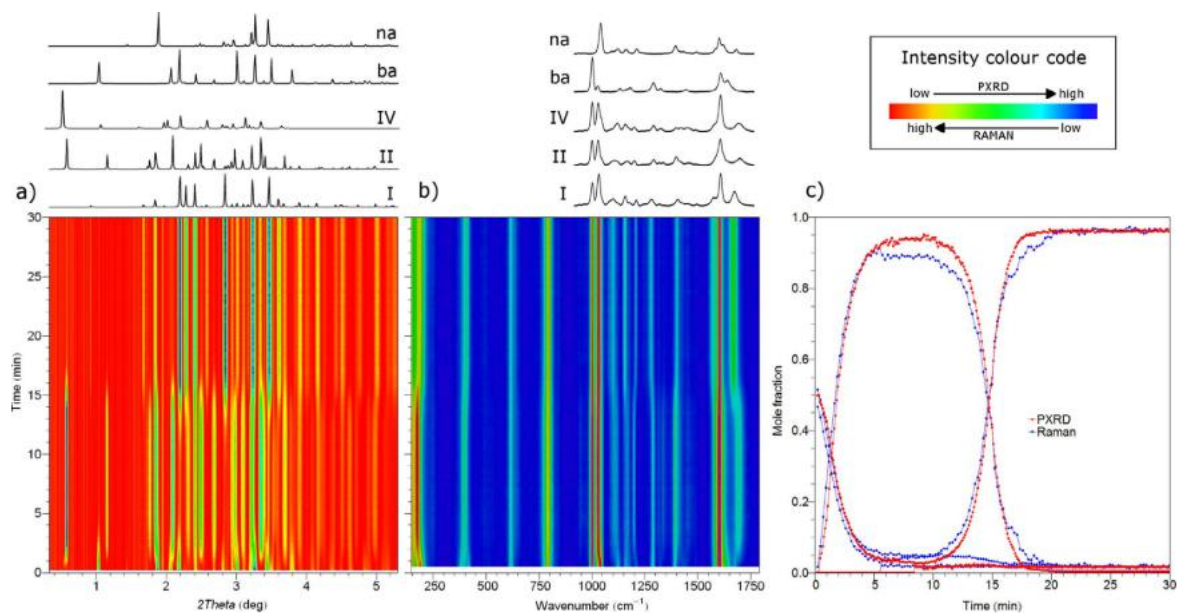 na
ba
IV
II
I
a)
30
25
20
15
10
5
0
Time (min)
1
2
3
4
5
2Theta (deg)
na
ba
IV
II
I
b)
250
500
750
1000
1250
1500
1750
Wavenumber (cm⁻¹)
Intensity colour code
low PXRD high
high RAMAN low
c)
1.0
0.8
0.6
0.4
0.2
0.0
Mole fraction
PXRD
Raman
0
5
10
15
20
25
30
Time (min)